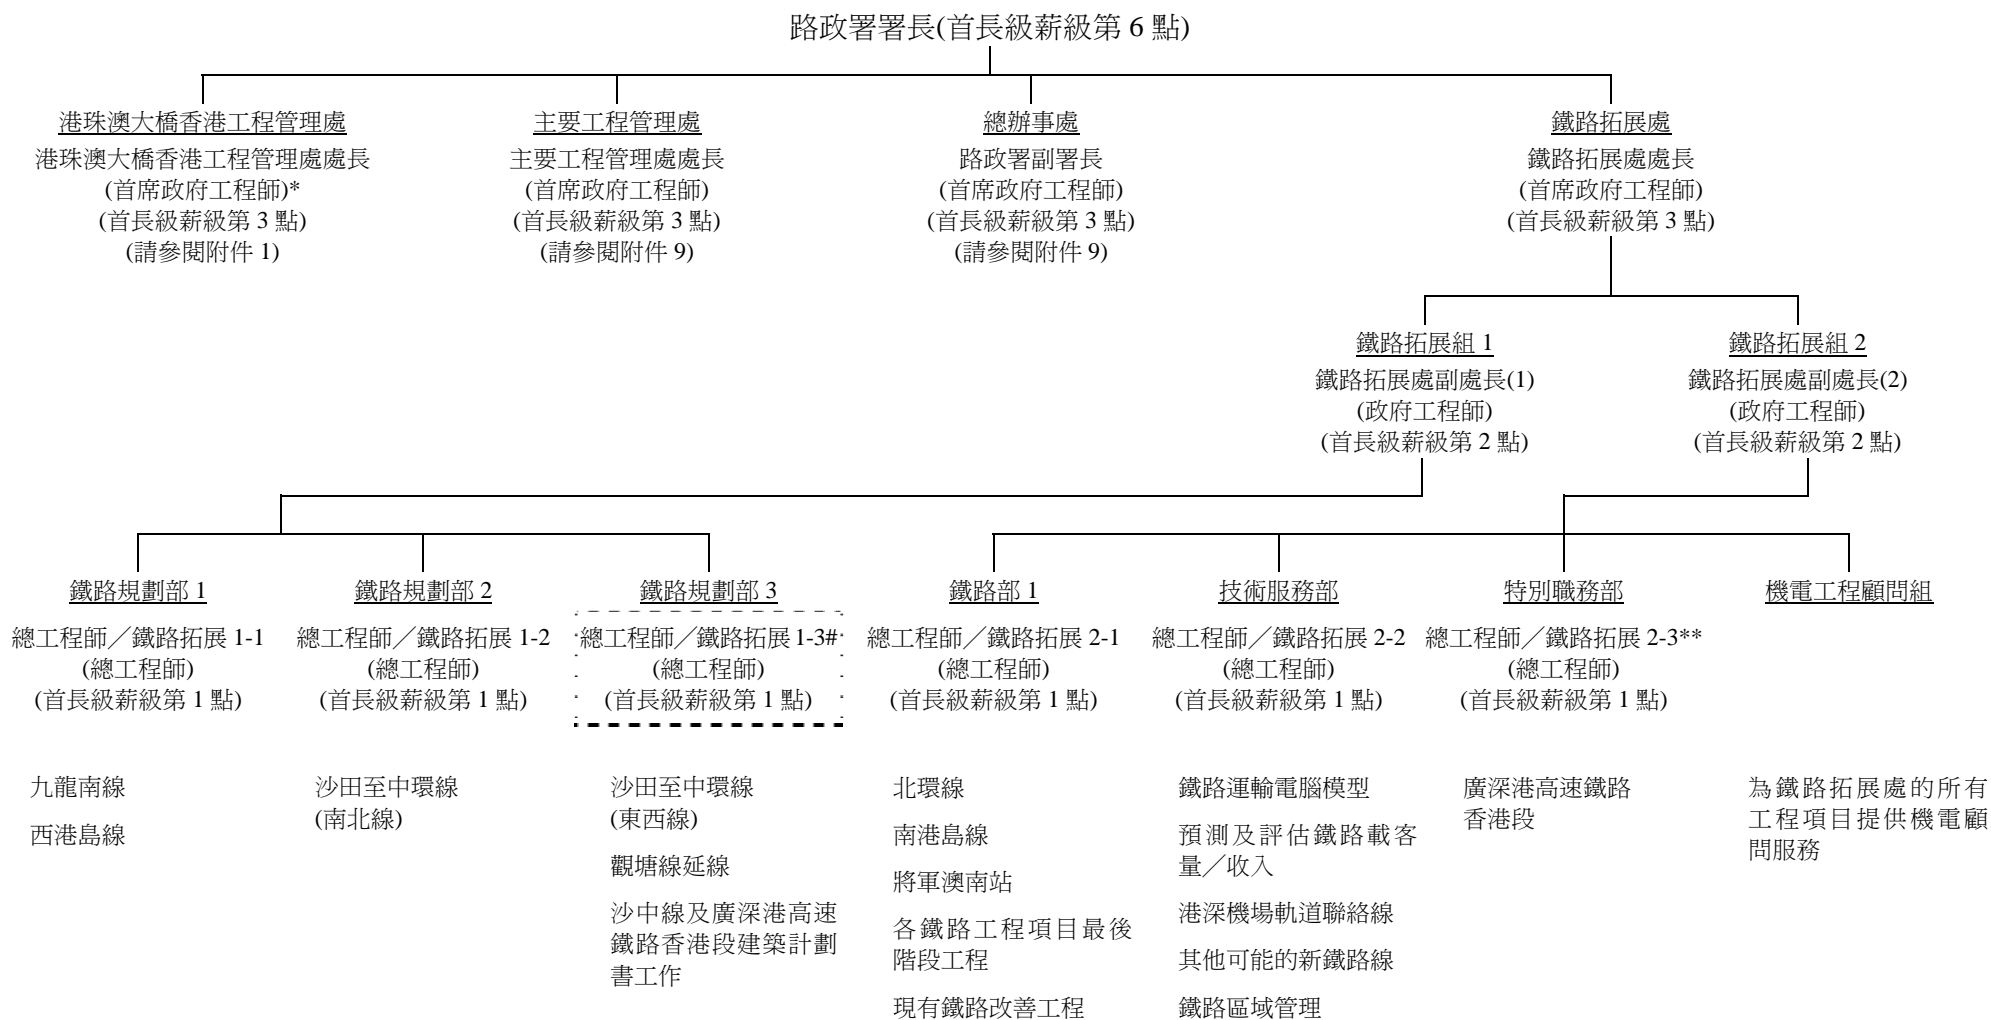 路政署署長(首長級薪級第 6 點)
港珠澳大橋香港工程管理處
港珠澳大橋香港工程管理處處長
(首席政府工程師)*
(首長級薪級第 3 點)
(請參閱附件 1)
主要工程管理處
主要工程管理處處長
(首席政府工程師)
(首長級薪級第 3 點)
(請參閱附件 9)
總辦事處
路政署副署長
(首席政府工程師)
(首長級薪級第 3 點)
(請參閱附件 9)
鐵路拓展處
鐵路拓展處處長
(首席政府工程師)
(首長級薪級第 3 點)
鐵路拓展組 1
鐵路拓展處副處長(1)
(政府工程師)
(首長級薪級第 2 點)
鐵路拓展組 2
鐵路拓展處副處長(2)
(政府工程師)
(首長級薪級第 2 點)
鐵路規劃部 1
總工程師／鐵路拓展 1-1
(總工程師)
(首長級薪級第 1 點)
九龍南線
西港島線
鐵路規劃部 2
總工程師／鐵路拓展 1-2
(總工程師)
(首長級薪級第 1 點)
沙田至中環線
(南北線)
鐵路規劃部 3
總工程師／鐵路拓展 1-3#
(總工程師)
(首長級薪級第 1 點)
沙田至中環線
(東西線)
觀塘線延線
沙中線及廣深港高速
鐵路香港段建築計劃
書工作
鐵路部 1
總工程師／鐵路拓展 2-1
(總工程師)
(首長級薪級第 1 點)
北環線
南港島線
將軍澳南站
各鐵路工程項目最後
階段工程
現有鐵路改善工程
技術服務部
總工程師／鐵路拓展 2-2
(總工程師)
(首長級薪級第 1 點)
鐵路運輸電腦模型
預測及評估鐵路載客
量／收入
港深機場軌道聯絡線
其他可能的新鐵路線
鐵路區域管理
特別職務部
總工程師／鐵路拓展 2-3**
(總工程師)
(首長級薪級第 1 點)
廣深港高速鐵路
香港段
機電工程顧問組
為鐵路拓展處的所有
工程項目提供機電顧
問服務